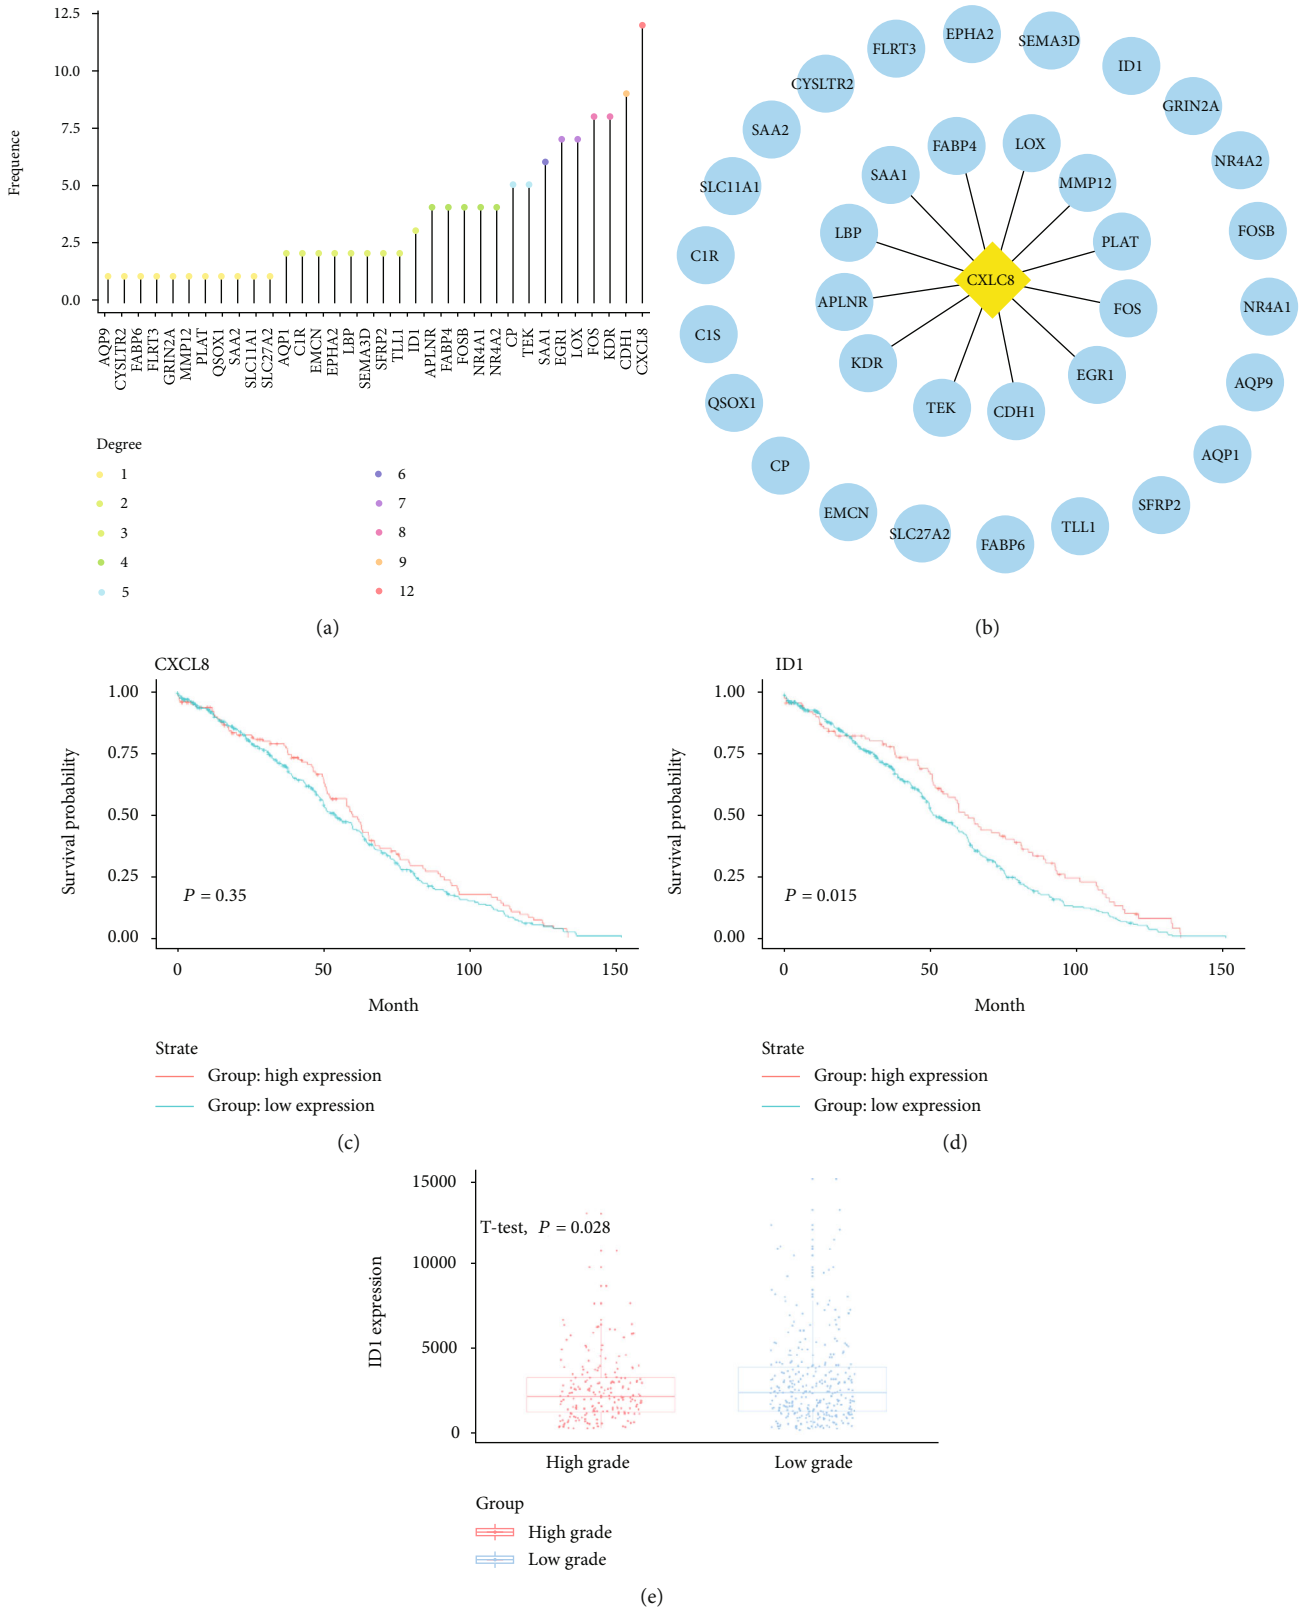 12.5
10.0
7.5
5.0
2.5
0.0
Frequence
AQP9
CYSLTR2
FABP6
FLRT3
GRIN2A
MMP12
PLAT
QSOX1
SAA2
SLC11A1
SLC27A2
AQP1
C1R
EMCN
EPHA2
LBP
SEMA3D
SFRP2
TLL1
ID1
APLNR
FABP4
FOSB
NR4A1
NR4A2
CP
TEK
SAA1
EGR1
LOX
FOS
KDR
CDH1
CXCL8
Degree
1
2
3
4
5
6
7
8
9
12
(a)
EPHA2
SEMA3D
FLRT3
ID1
CYSLTR2
GRIN2A
SAA2
FABP4
LOX
NR4A2
SLC11A1
SAA1
MMP12
LBP
PLAT
FOSB
C1R
CXLC8
APLNR
FOS
NR4A1
C1S
KDR
EGR1
AQP9
QSOX1
TEK
CDH1
AQP1
CP
EMCN
SFRP2
SLC27A2
FABP6
TLL1
(b)
CXCL8
1.00
0.75
0.50
0.25
0.00
Survival probability
P = 0.35
0 50 100 150
Month
Strate
Group: high expression
Group: low expression
(c)
ID1
1.00
0.75
0.50
0.25
0.00
Survival probability
P = 0.015
0 50 100 150
Month
Strate
Group: high expression
Group: low expression
(d)
15000
10000
5000
0
ID1 expression
T-test, P = 0.028
High grade Low grade
Group
High grade
Low grade
(e)